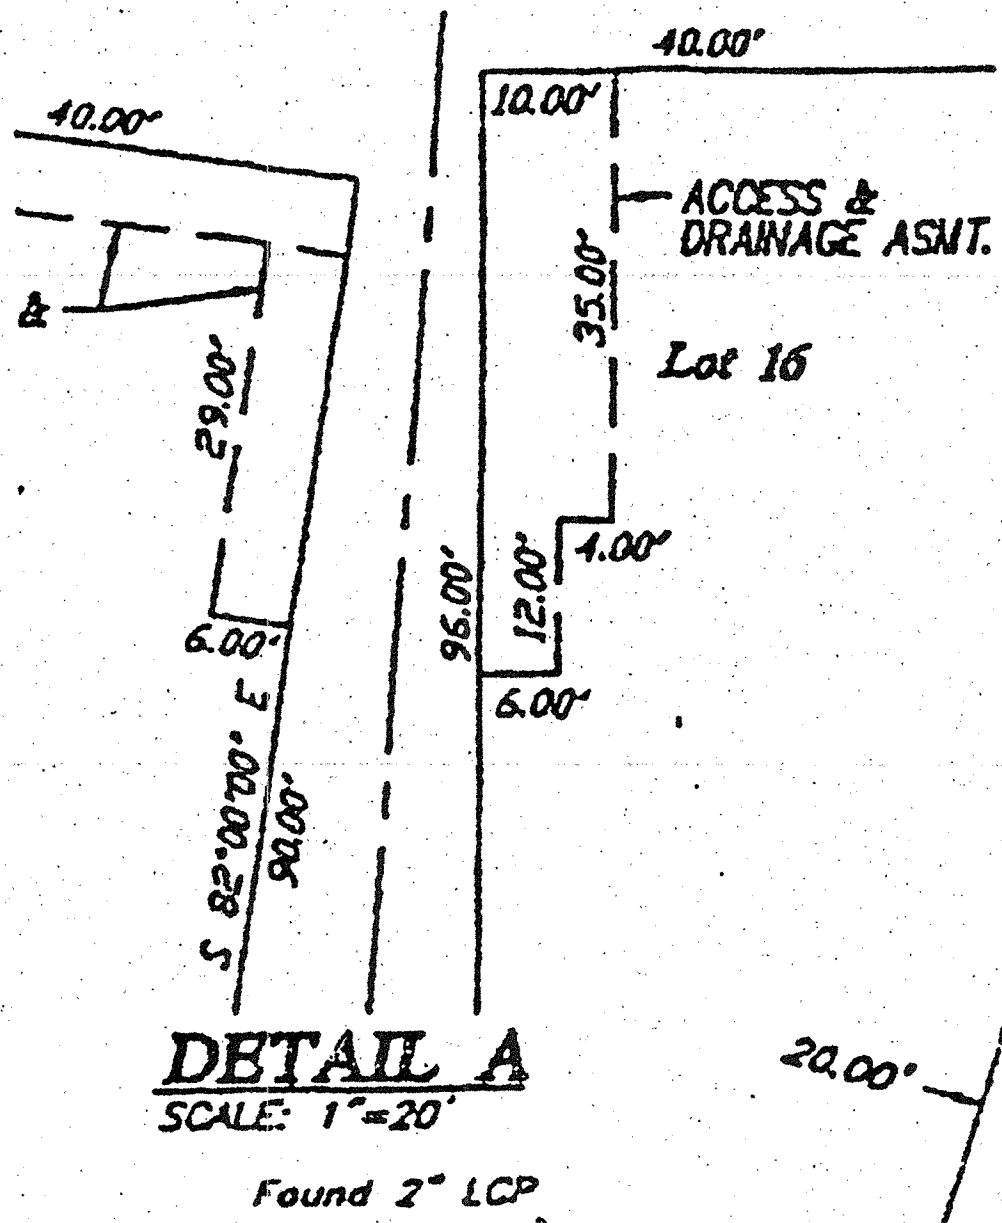 40.00'
40.00'
10.00'
ACCESS &
DRAINAGE ASMT.
35.00'
Lot 16
&
29.00'
4.00'
12.00'
96.00'
6.00'
6.00'
S 82°00'00" E
90.00'
DETAIL A
SCALE: 1"=20'
20.00'
Found 2" LCP